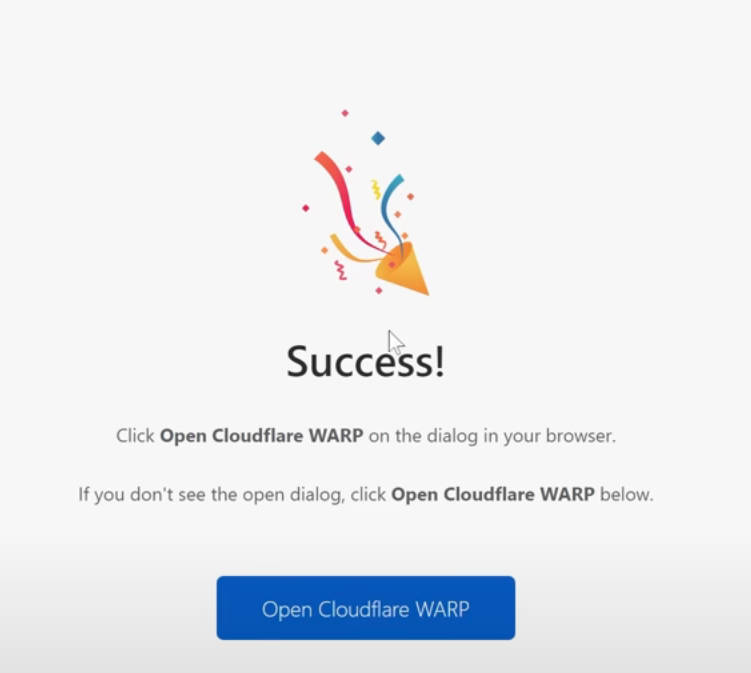 Success!
Click Open Cloudflare WARP on the dialog in your browser.
If you don't see the open dialog, click Open Cloudflare WARP below.
Open Cloudflare WARP